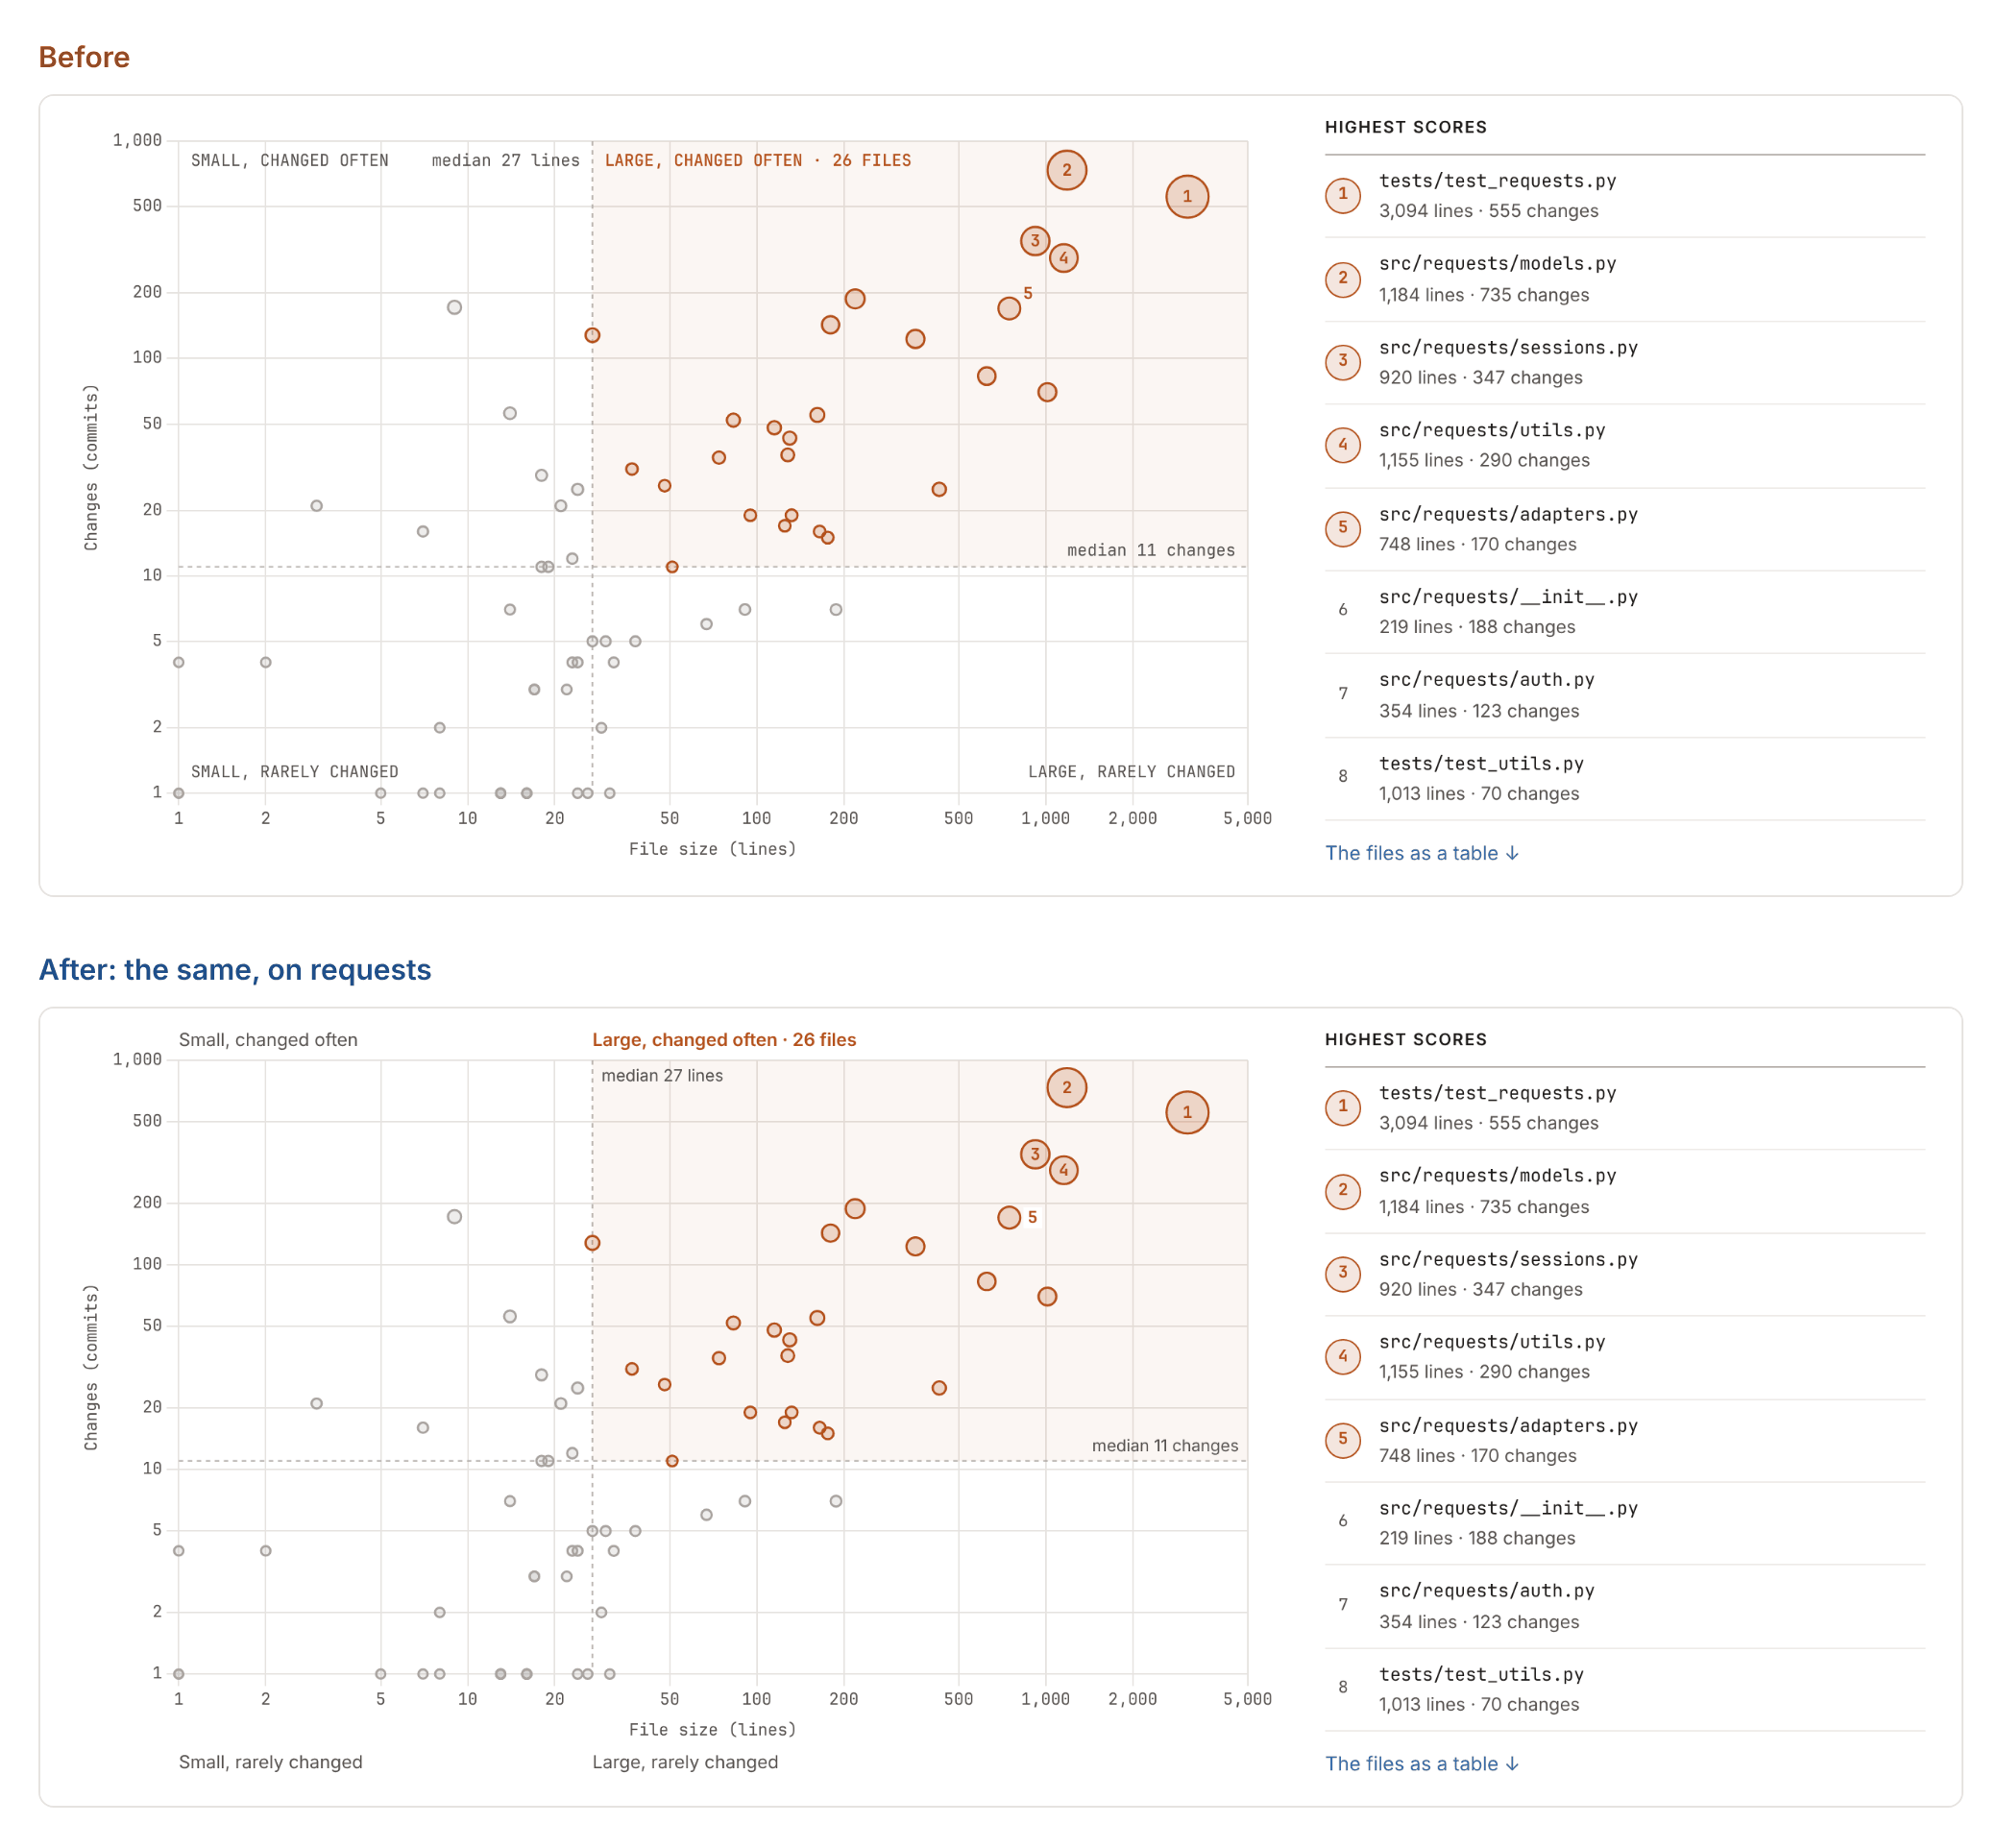 Before
1,000
500
200
100
50
20
10
5
2
1
Changes (commits)
SMALL, CHANGED OFTEN
median 27 lines
LARGE, CHANGED OFTEN · 26 FILES
2
1
3
4
5
median 11 changes
SMALL, RARELY CHANGED
LARGE, RARELY CHANGED
1 2 5 10 20 50 100 200 500 1,000 2,000 5,000
File size (lines)
HIGHEST SCORES
1 tests/test_requests.py
3,094 lines · 555 changes
2 src/requests/models.py
1,184 lines · 735 changes
3 src/requests/sessions.py
920 lines · 347 changes
4 src/requests/utils.py
1,155 lines · 290 changes
5 src/requests/adapters.py
748 lines · 170 changes
6 src/requests/__init__.py
219 lines · 188 changes
7 src/requests/auth.py
354 lines · 123 changes
8 tests/test_utils.py
1,013 lines · 70 changes
The files as a table ↓
After: the same, on requests
Small, changed often
Large, changed often · 26 files
1,000
500
200
100
50
20
10
5
2
1
Changes (commits)
median 27 lines
2
1
3
4
5
median 11 changes
1 2 5 10 20 50 100 200 500 1,000 2,000 5,000
File size (lines)
Small, rarely changed
Large, rarely changed
HIGHEST SCORES
1 tests/test_requests.py
3,094 lines · 555 changes
2 src/requests/models.py
1,184 lines · 735 changes
3 src/requests/sessions.py
920 lines · 347 changes
4 src/requests/utils.py
1,155 lines · 290 changes
5 src/requests/adapters.py
748 lines · 170 changes
6 src/requests/__init__.py
219 lines · 188 changes
7 src/requests/auth.py
354 lines · 123 changes
8 tests/test_utils.py
1,013 lines · 70 changes
The files as a table ↓